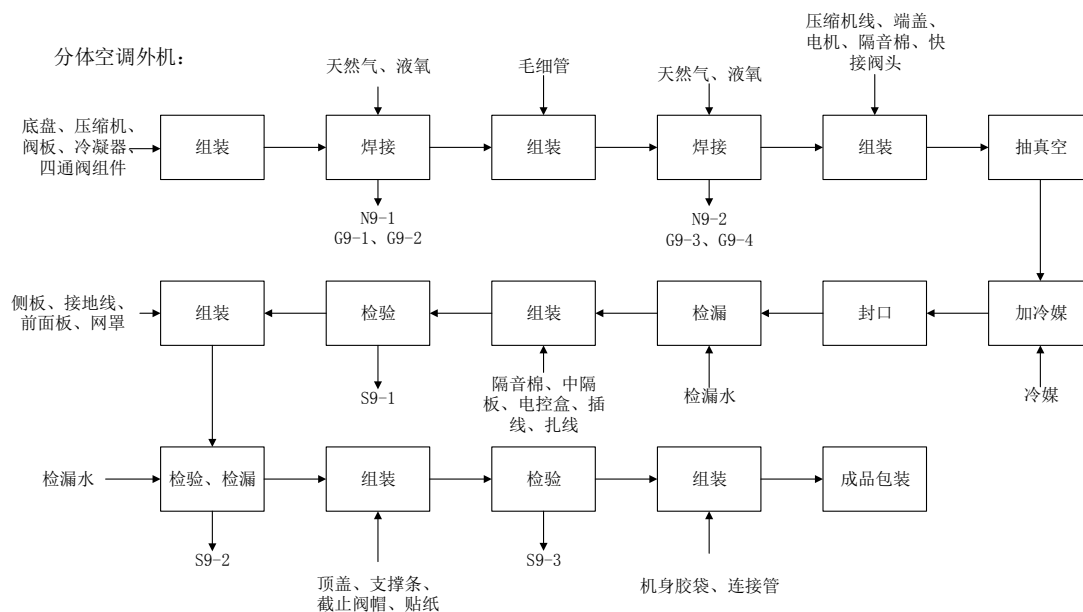 分体空调外机：
压缩机线、端盖、
电机、隔音棉、快
接阀头
天然气、液氧
毛细管
天然气、液氧
底盘、压缩机、
阀板、冷凝器、
四通阀组件
组装
焊接
组装
焊接
组装
抽真空
N9-1
G9-1、G9-2
N9-2
G9-3、G9-4
侧板、接地线、
前面板、网罩
组装
检验
组装
检漏
封口
加冷媒
S9-1
隔音棉、中隔
板、电控盒、插
线、扎线
检漏水
冷媒
检漏水
检验、检漏
组装
检验
组装
成品包装
S9-2
顶盖、支撑条、
截止阀帽、贴纸
S9-3
机身胶袋、连接管